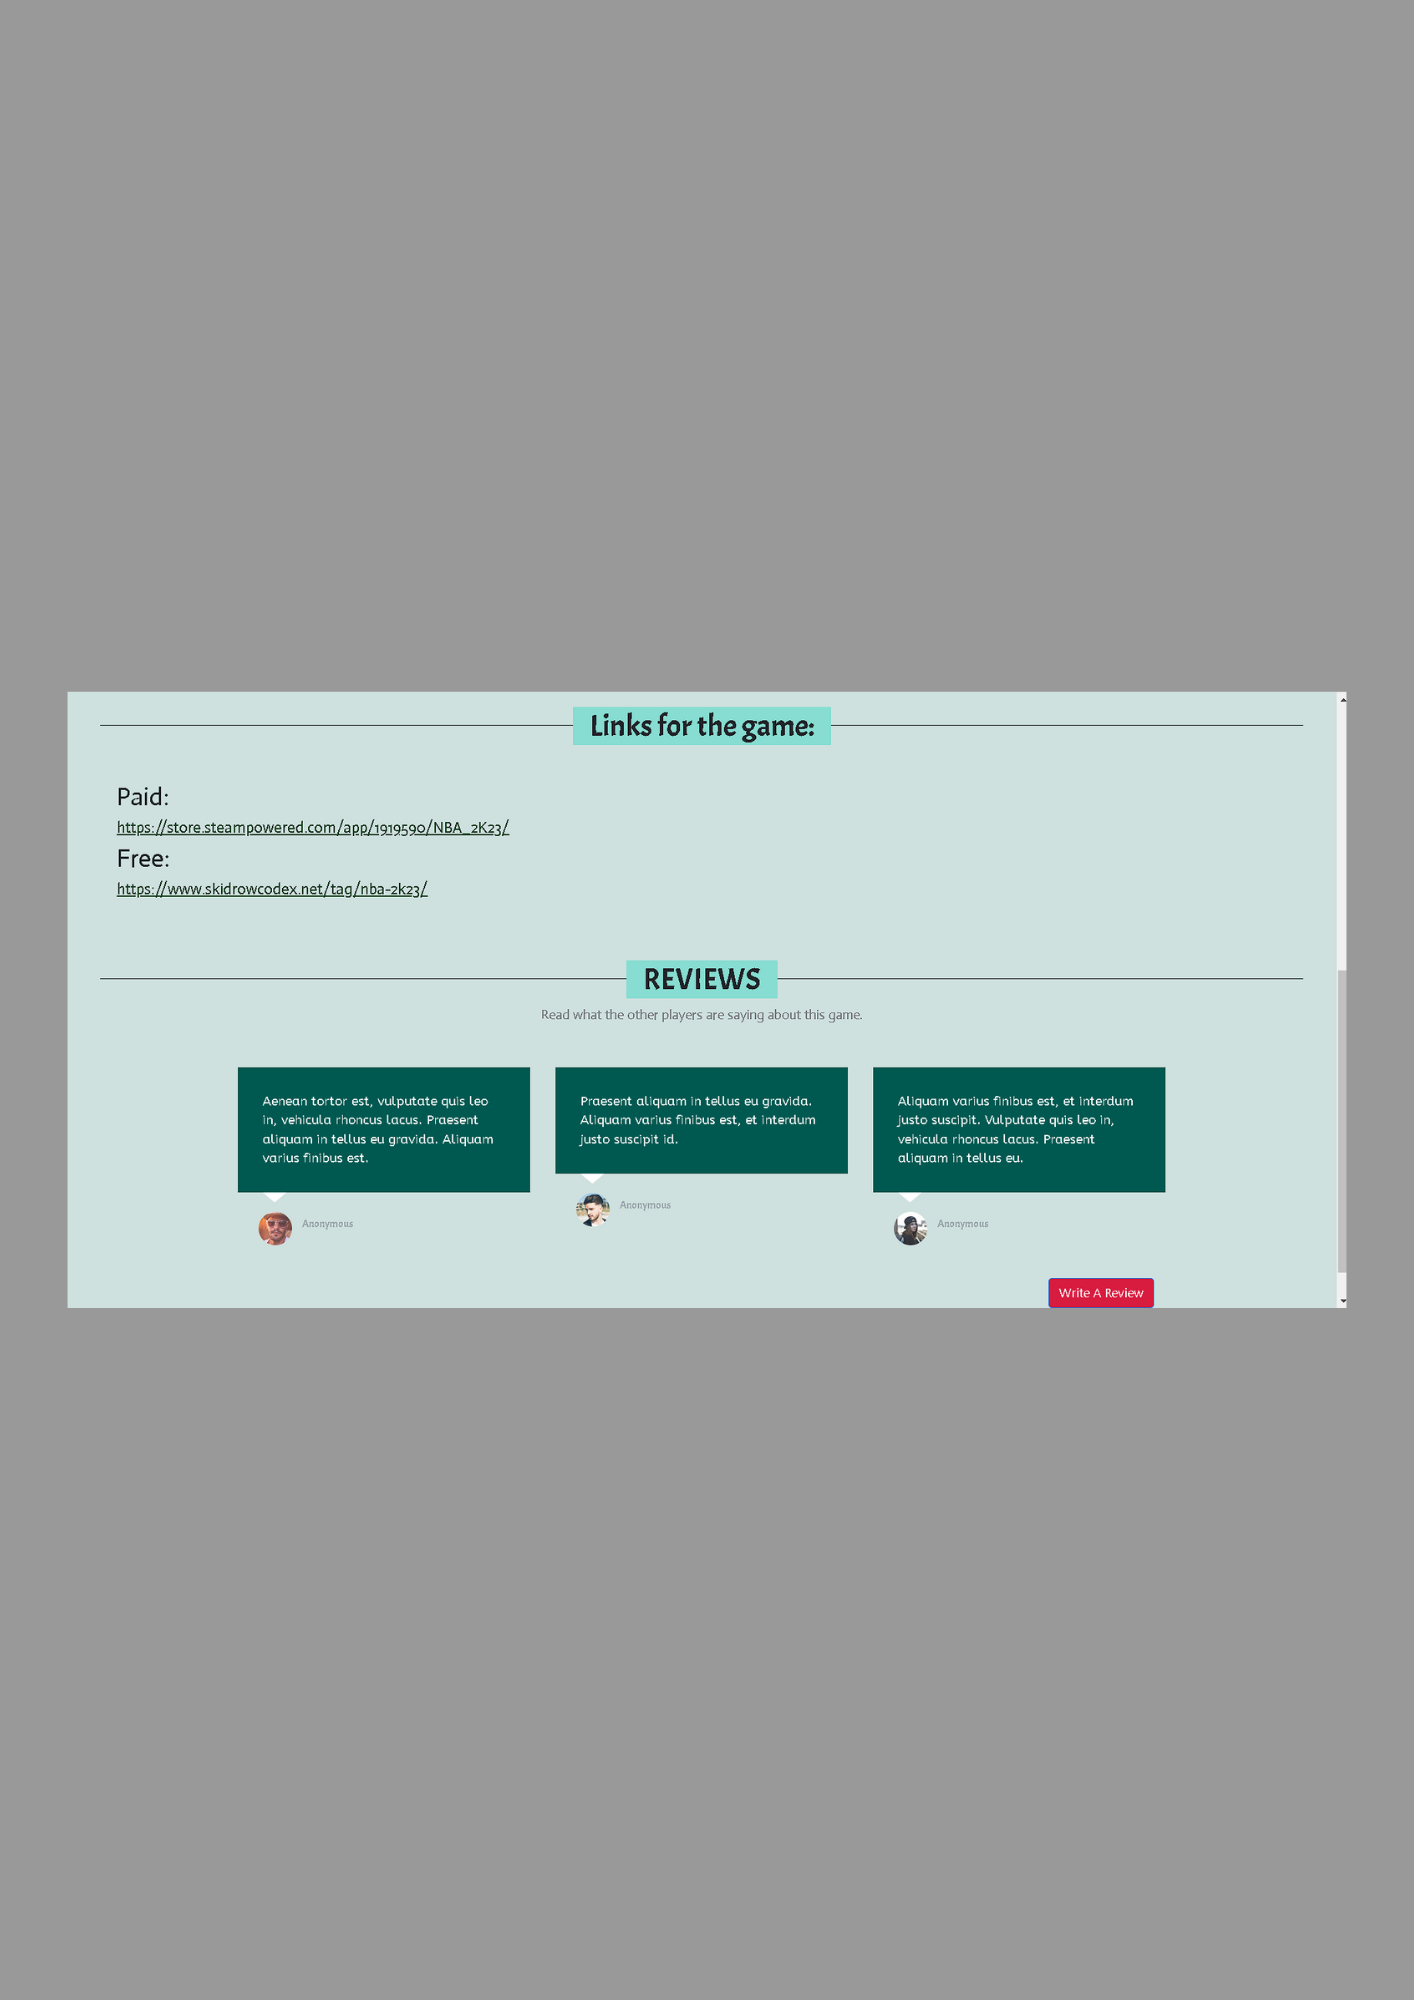 Links for the game:
Paid:
https://store.steampowered.com/app/1919590/NBA_2K23/
Free:
https://www.skidrowcodex.net/tag/nba-2k23/
REVIEWS
Read what the other players are saying about this game.
Aenean tortor est, vulputate quis leo
in, vehicula rhoncus lacus. Praesent
aliquam in tellus eu gravida. Aliquam
varius finibus est.
Anonymous
Praesent aliquam in tellus eu gravida.
Aliquam varius finibus est, et interdum
justo suscipit id.
Anonymous
Aliquam varius finibus est, et interdum
justo suscipit. Vulputate quis leo in,
vehicula rhoncus lacus. Praesent
aliquam in tellus eu.
Anonymous
Write A Review